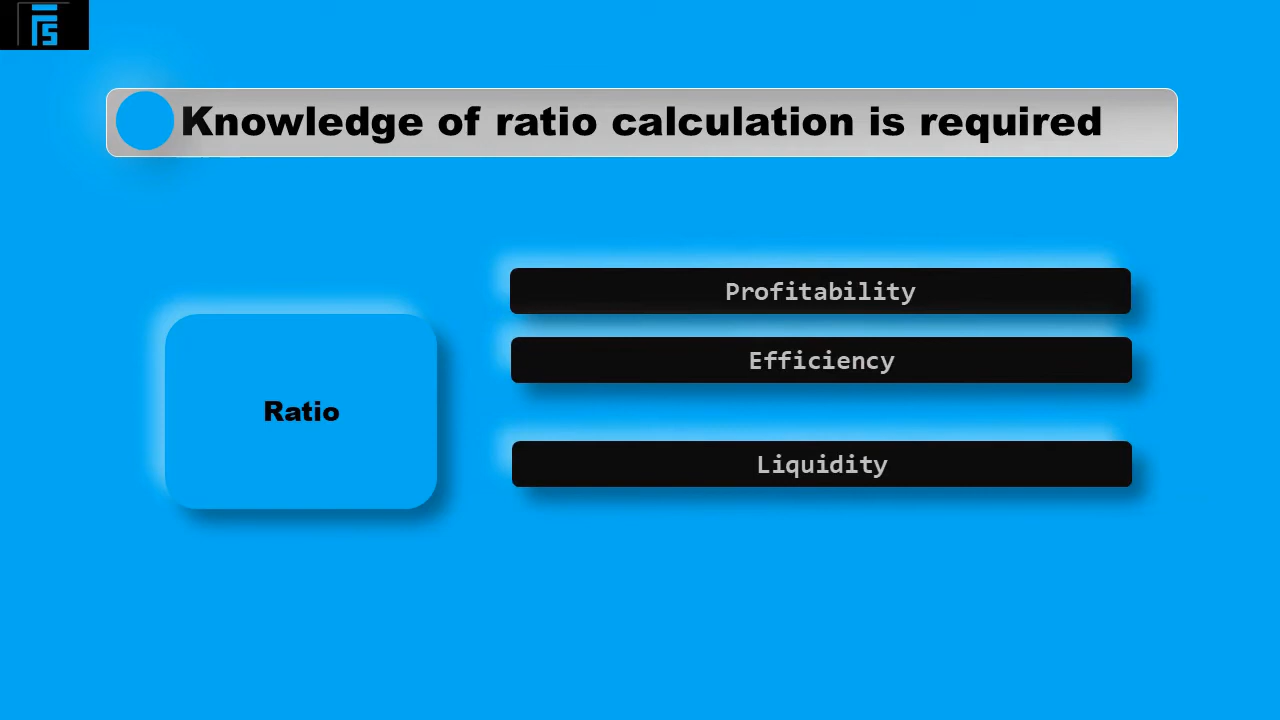 Knowledge of ratio calculation is required
Profitability
Efficiency
Ratio
Liquidity